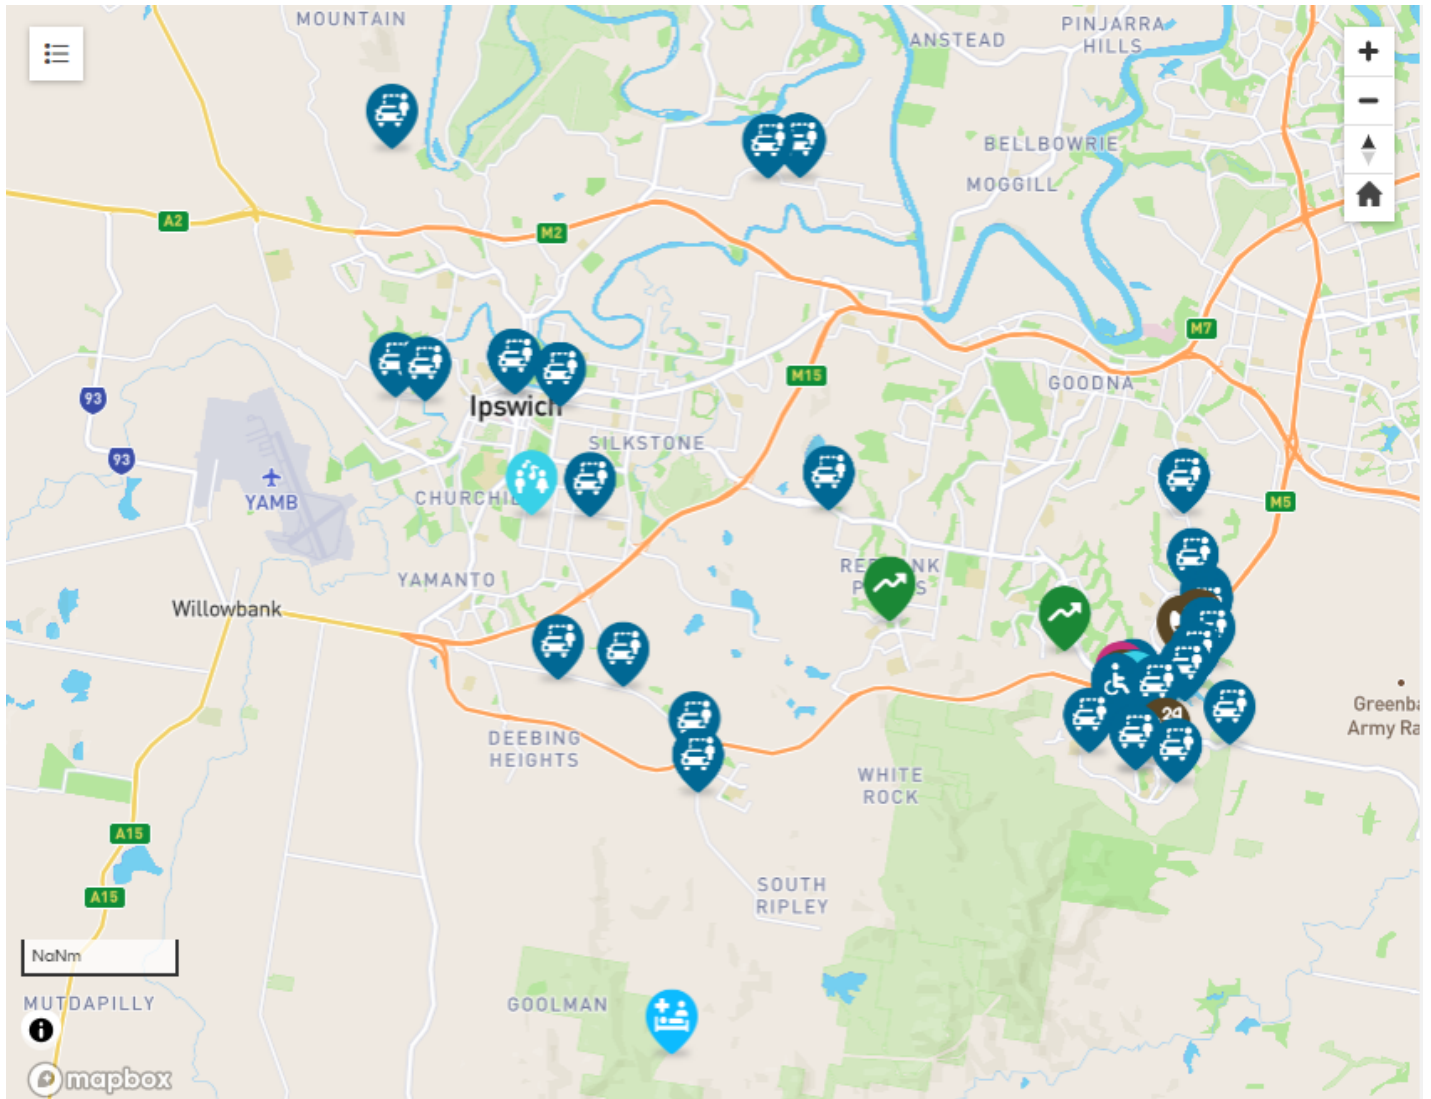 MOUNTAIN
PINJARRA
HILLS
ANSTEAD
BELLBOWRIE
MOGGILL
A2
M2
M7
M15
GOODNA
93
Ipswich
SILKSTONE
93
YAMB
M5
YAMANTO
Willowbank
Greenba
Army Ra
DEEBING
HEIGHTS
WHITE
ROCK
A15
SOUTH
RIPLEY
A15
NaNm
MUTDAPILLY
GOOLMAN
mapbox